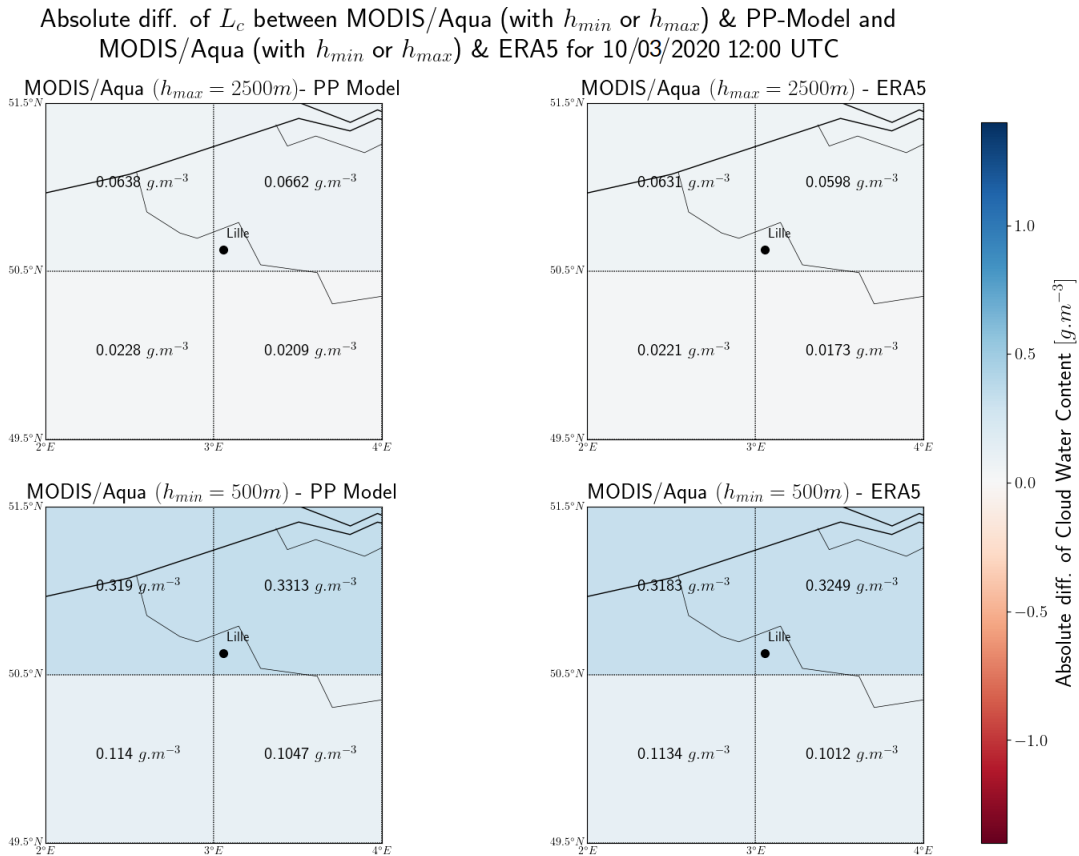 Absolute diff. of L_c between MODIS/Aqua (with h_min or h_max) & PP-Model and
MODIS/Aqua (with h_min or h_max) & ERA5 for 10/03/2020 12:00 UTC
MODIS/Aqua (h_max = 2500m)- PP Model
51.5°N
0.0638 g.m⁻³
0.0662 g.m⁻³
Lille
50.5°N
0.0228 g.m⁻³
0.0209 g.m⁻³
49.5°N
2°E
3°E
4°E
MODIS/Aqua (h_max = 2500m) - ERA5
51.5°N
0.0631 g.m⁻³
0.0598 g.m⁻³
Lille
50.5°N
0.0221 g.m⁻³
0.0173 g.m⁻³
49.5°N
2°E
3°E
4°E
MODIS/Aqua (h_min = 500m) - PP Model
51.5°N
0.319 g.m⁻³
0.3313 g.m⁻³
Lille
50.5°N
0.114 g.m⁻³
0.1047 g.m⁻³
49.5°N
2°E
3°E
4°E
MODIS/Aqua (h_min = 500m) - ERA5
51.5°N
0.3183 g.m⁻³
0.3249 g.m⁻³
Lille
50.5°N
0.1134 g.m⁻³
0.1012 g.m⁻³
49.5°N
2°E
3°E
4°E
1.0
0.5
0.0
−0.5
−1.0
Absolute diff. of Cloud Water Content [g.m⁻³]